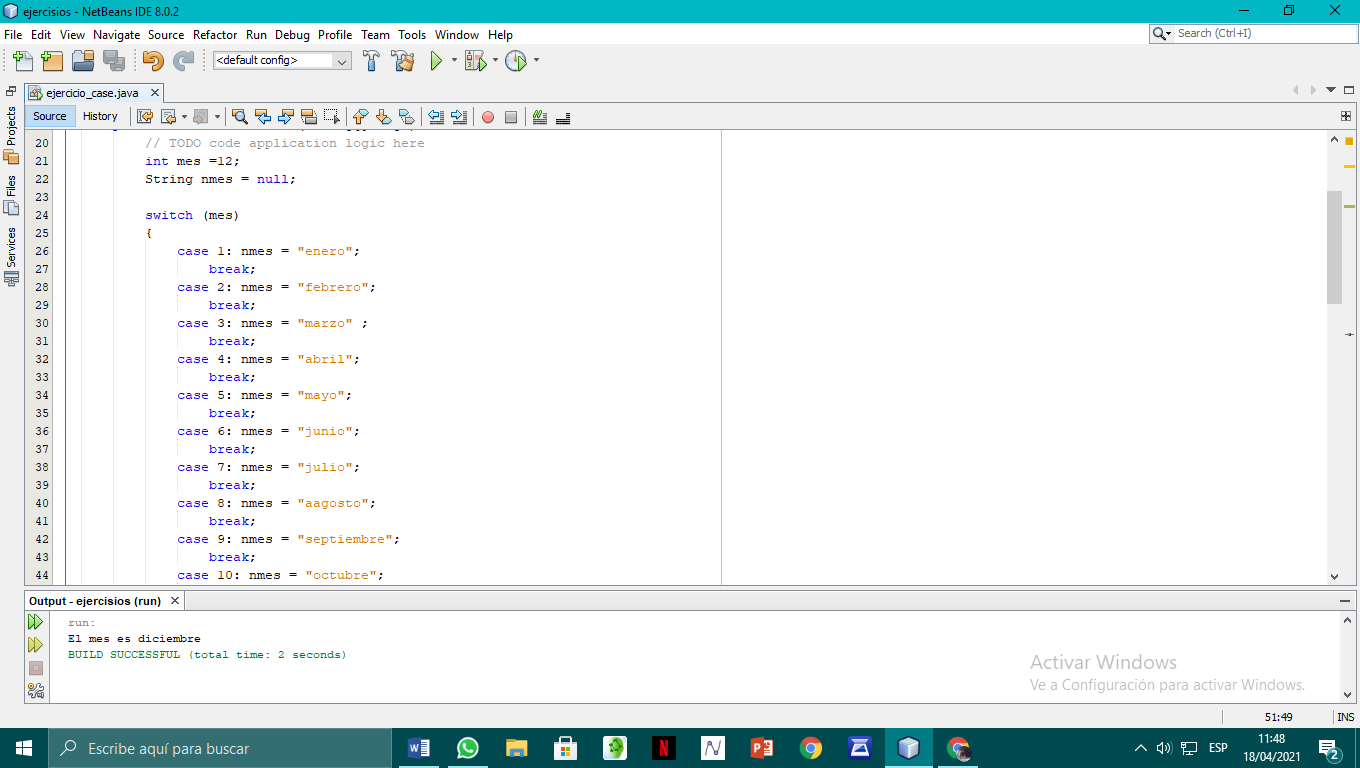 ejercisios - NetBeans IDE 8.0.2
File Edit View Navigate Source Refactor Run Debug Profile Team Tools Window Help
Search (Ctrl+I)
<default config>
ejercicio_case.java
Source History
Projects
Files
Services
20 // TODO code application logic here
21 int mes =12;
22 String nmes = null;
23
24 switch (mes)
25 {
26 case 1: nmes = "enero";
27 break;
28 case 2: nmes = "febrero";
29 break;
30 case 3: nmes = "marzo" ;
31 break;
32 case 4: nmes = "abril";
33 break;
34 case 5: nmes = "mayo";
35 break;
36 case 6: nmes = "junio";
37 break;
38 case 7: nmes = "julio";
39 break;
40 case 8: nmes = "aagosto";
41 break;
42 case 9: nmes = "septiembre";
43 break;
44 case 10: nmes = "octubre";
Output - ejercisios (run)
run:
El mes es diciembre
BUILD SUCCESSFUL (total time: 2 seconds)
Activar Windows
Ve a Configuración para activar Windows.
51:49 INS
Escribe aquí para buscar
ESP
11:48
18/04/2021
2